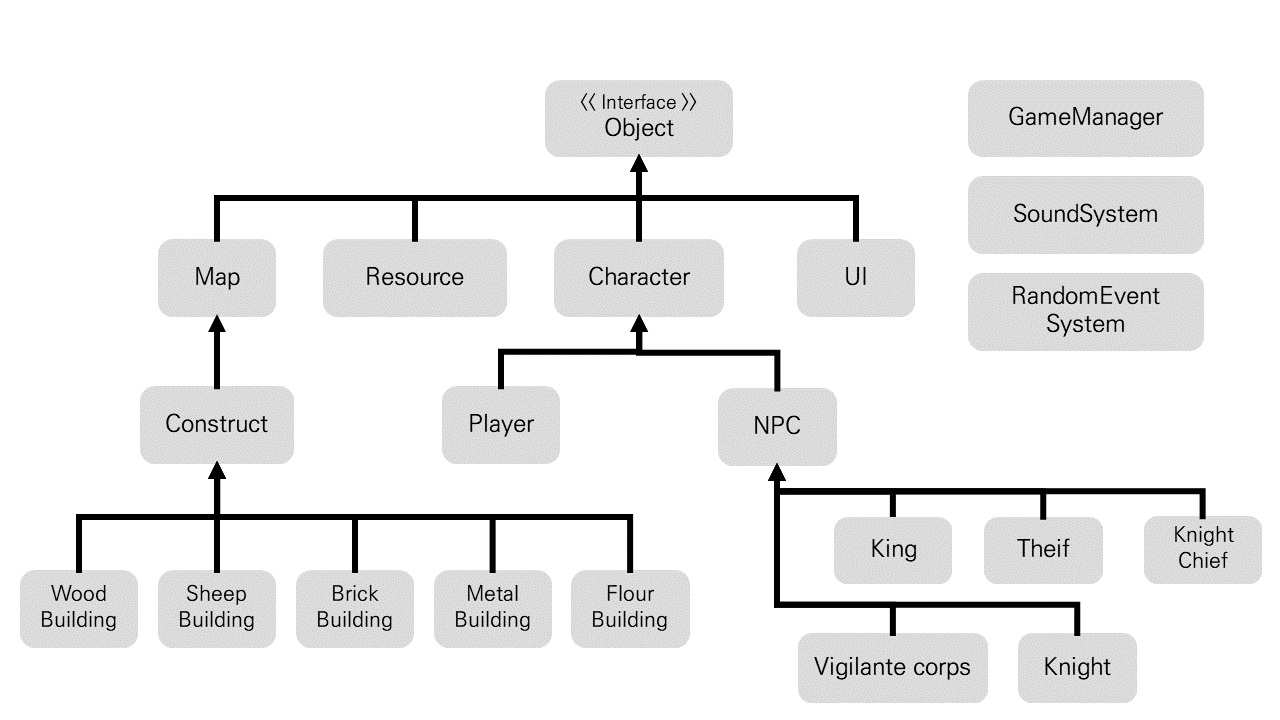 《 Interface 》
Object
GameManager
SoundSystem
RandomEvent
System
Map
Resource
Character
UI
Construct
Player
NPC
King
Theif
Knight
Chief
Wood
Building
Sheep
Building
Brick
Building
Metal
Building
Flour
Building
Vigilante corps
Knight